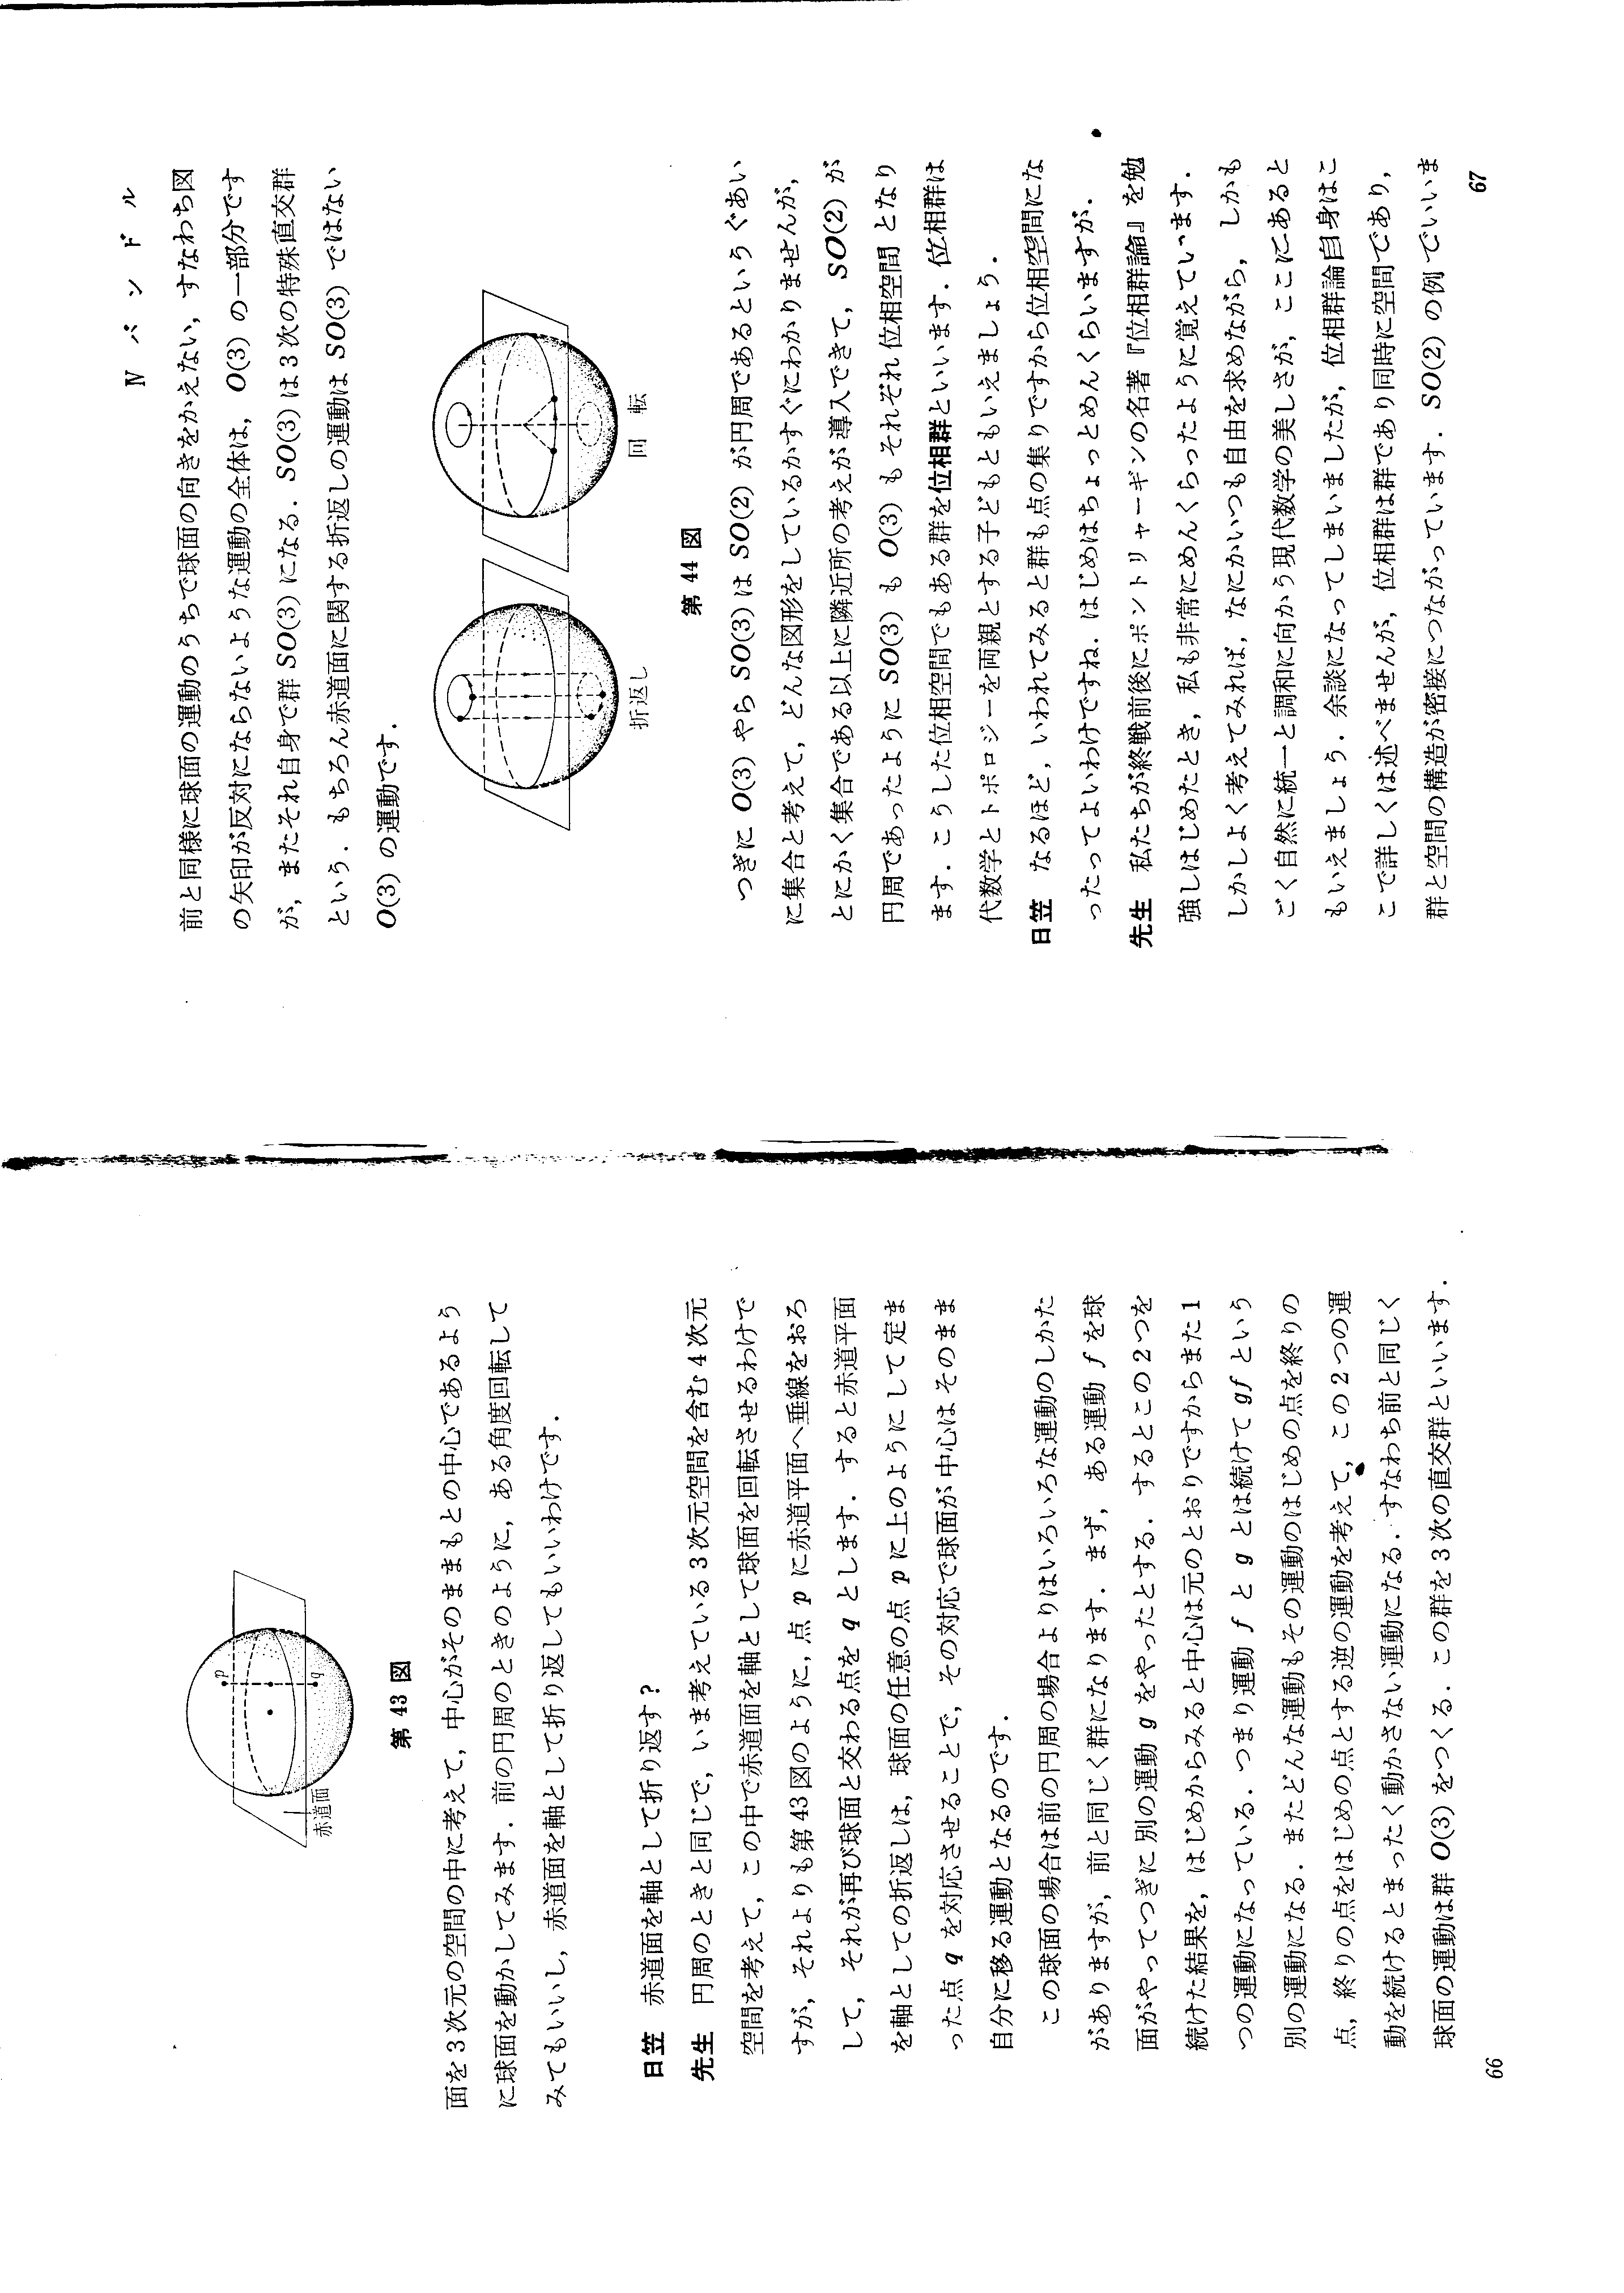 p
q
赤道面
第 43 図
面を3次元の空間の中に考えて，中心がそのままもとの中心であるよう
に球面を動かしてみます．前の円周のときのように，ある角度回転して
みてもいいし，赤道面を軸として折り返してもいいわけです．
日笠　赤道面を軸として折り返す？
先生　円周のときと同じで，いま考えている3次元空間を含む4次元
空間を考えて，この中で赤道面を軸として球面を回転させるわけで
すが，それよりも第43図のように，点 p に赤道平面へ垂線をおろ
して，それが再び球面と交わる点を q とします．すると赤道平面
を軸としての折返しは，球面の任意の点 p に上のようにして定ま
った点 q を対応させることで，その対応で球面が中心はそのまま
自分に移る運動となるのです．
この球面の場合は前の円周の場合よりはいろいろな運動のしかた
がありますが，前と同じく群になります．まず，ある運動 f を球
面がやってつぎに別の運動 g をやったとする．するとこの2つを
続けた結果を，はじめからみると中心は元のとおりですからまた1
つの運動になっている．つまり運動 f と g とは続けて gf という
別の運動になる．またどんな運動もその運動のはじめの点を終りの
点，終りの点をはじめの点とする逆の運動を考えて，この2つの運
動を続けるとまったく動かさない運動になる．すなわち前と同じく
球面の運動は群 O(3) をつくる．この群を3次の直交群といいます．
66
Ⅳ　バンドル
前と同様に球面の運動のうちで球面の向きをかえない，すなわち図
の矢印が反対にならないような運動の全体は，O(3) の一部分です
が，またそれ自身で群 SO(3) になる．SO(3) は3次の特殊直交群
という．もちろん赤道面に関する折返しの運動は SO(3) ではない
O(3) の運動です．
折返し
回　転
第 44 図
つぎに O(3) やら SO(3) は SO(2) が円周であるというぐあい
に集合と考えて，どんな図形をしているかすぐにわかりませんが，
とにかく集合である以上に隣近所の考えが導入できて，SO(2) が
円周であったように SO(3) も O(3) もそれぞれ位相空間となり
ます．こうした位相空間でもある群を位相群といいます．位相群は
代数学とトポロジーを両親とする子どもともいえましょう．
日笠　なるほど，いわれてみると群も点の集りですから位相空間にな
ったってよいわけですね．はじめはちょっとめんくらいますが．
先生　私たちが終戦前後にポントリャーギンの名著『位相群論』を勉
強しはじめたとき，私も非常にめんくらったように覚えています．
しかしよく考えてみれば，なにかいつも自由を求めながら，しかも
ごく自然に統一と調和に向かう現代数学の美しさが，ここにあると
もいえましょう．余談になってしまいましたが，位相群論自身はこ
こで詳しくは述べませんが，位相群は群であり同時に空間であり，
群と空間の構造が密接につながっています．SO(2) の例でいいま
67